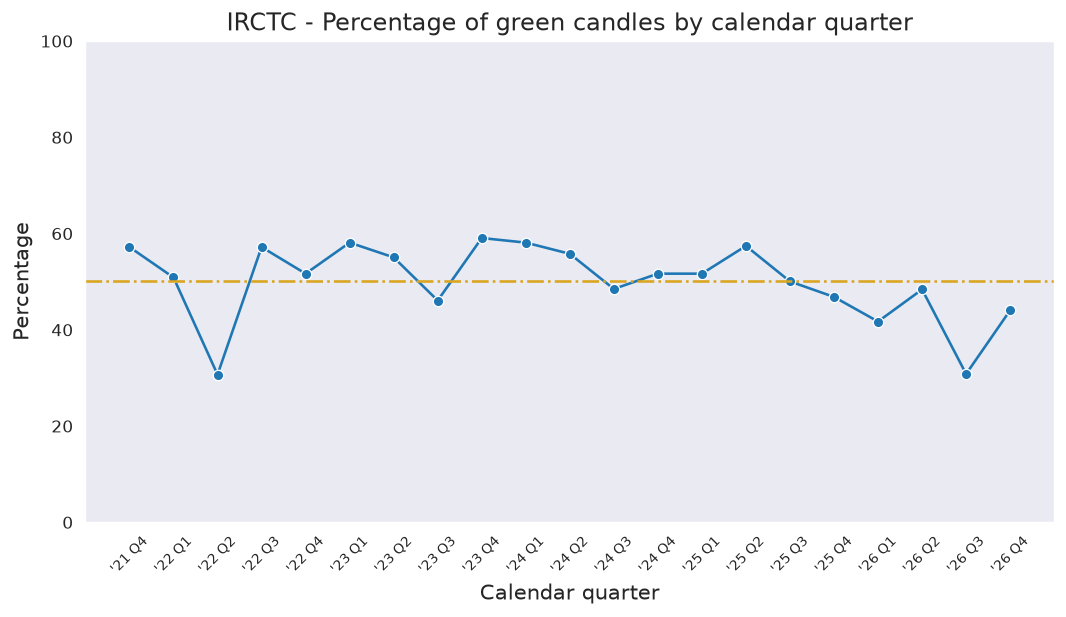 IRCTC - Percentage of green candles by calendar quarter
100
80
60
40
20
0
Percentage
'21 Q4
'22 Q1
'22 Q2
'22 Q3
'22 Q4
'23 Q1
'23 Q2
'23 Q3
'23 Q4
'24 Q1
'24 Q2
'24 Q3
'24 Q4
'25 Q1
'25 Q2
'25 Q3
'25 Q4
'26 Q1
'26 Q2
'26 Q3
'26 Q4
Calendar quarter